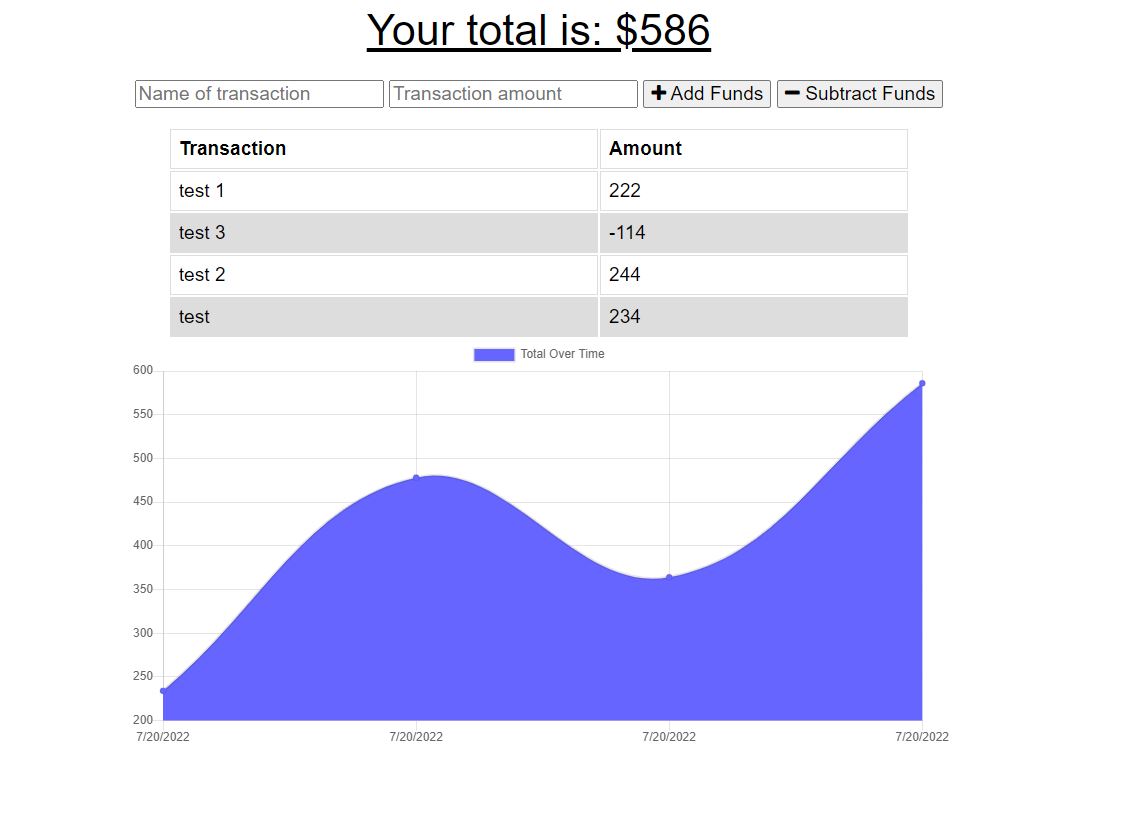 Your total is: $586
Name of transaction Transaction amount Add Funds Subtract Funds
Transaction Amount
test 1 222
test 3 -114
test 2 244
test 234
Total Over Time
600
550
500
450
400
350
300
250
200
7/20/2022 7/20/2022 7/20/2022 7/20/2022